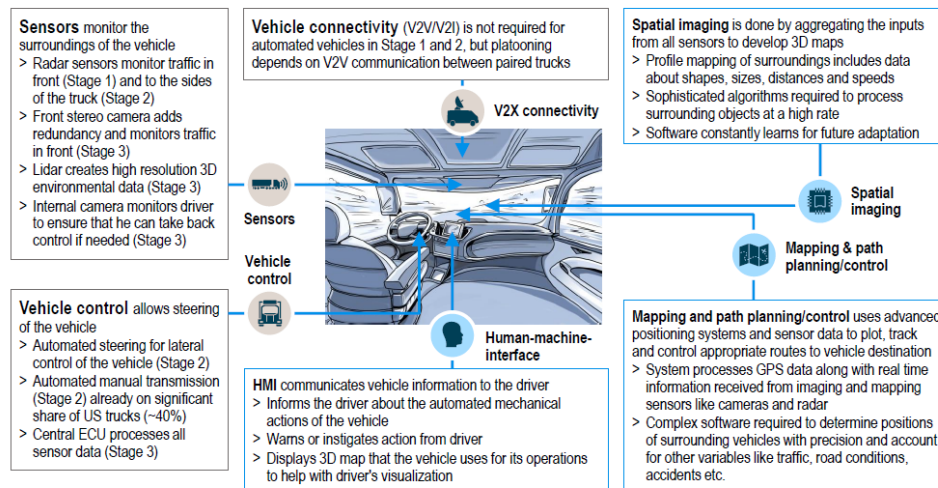 Sensors monitor the
surroundings of the vehicle
> Radar sensors monitor traffic in
front (Stage 1) and to the sides
of the truck (Stage 2)
> Front stereo camera adds
redundancy and monitors traffic
in front (Stage 3)
> Lidar creates high resolution 3D
environmental data (Stage 3)
> Internal camera monitors driver
to ensure that he can take back
control if needed (Stage 3)
Vehicle connectivity (V2V/V2I) is not required for
automated vehicles in Stage 1 and 2, but platooning
depends on V2V communication between paired trucks
Spatial imaging is done by aggregating the inputs
from all sensors to develop 3D maps
> Profile mapping of surroundings includes data
about shapes, sizes, distances and speeds
> Sophisticated algorithms required to process
surrounding objects at a high rate
> Software constantly learns for future adaptation
V2X connectivity
Sensors
Spatial
imaging
Vehicle
control
Mapping & path
planning/control
Human-machine-
interface
Vehicle control allows steering
of the vehicle
> Automated steering for lateral
control of the vehicle (Stage 2)
> Automated manual transmission
(Stage 2) already on significant
share of US trucks (~40%)
> Central ECU processes all
sensor data (Stage 3)
HMI communicates vehicle information to the driver
> Informs the driver about the automated mechanical
actions of the vehicle
> Warns or instigates action from driver
> Displays 3D map that the vehicle uses for its operations
to help with driver's visualization
Mapping and path planning/control uses advanced
positioning systems and sensor data to plot, track
and control appropriate routes to vehicle destination
> System processes GPS data along with real time
information received from imaging and mapping
sensors like cameras and radar
> Complex software required to determine positions
of surrounding vehicles with precision and account
for other variables like traffic, road conditions,
accidents etc.